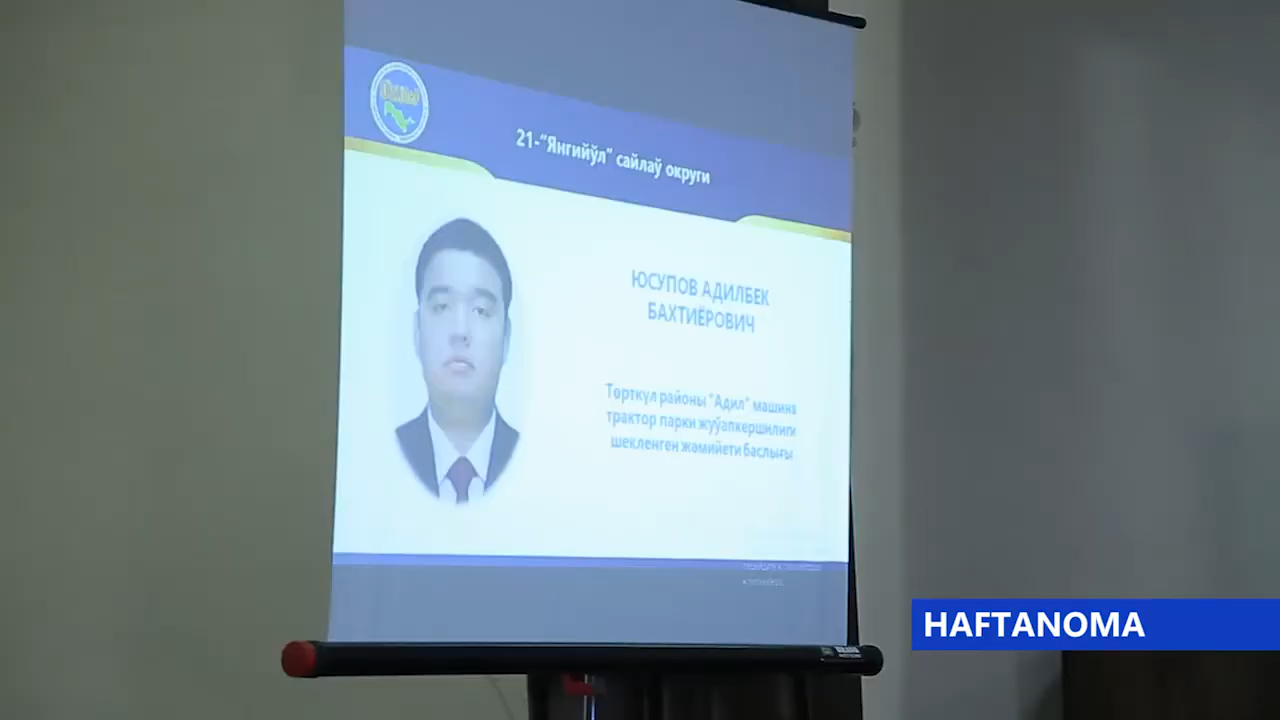 21-“Янгийўл” сайлаў округи
ЮСУПОВ АДИЛБЕК
БАХТИЁРОВИЧ
Төрткүл районы "Адил" машина
трактор парки жуўапкершилиги
шекленген жәмийети баслығы
HAFTANOMA